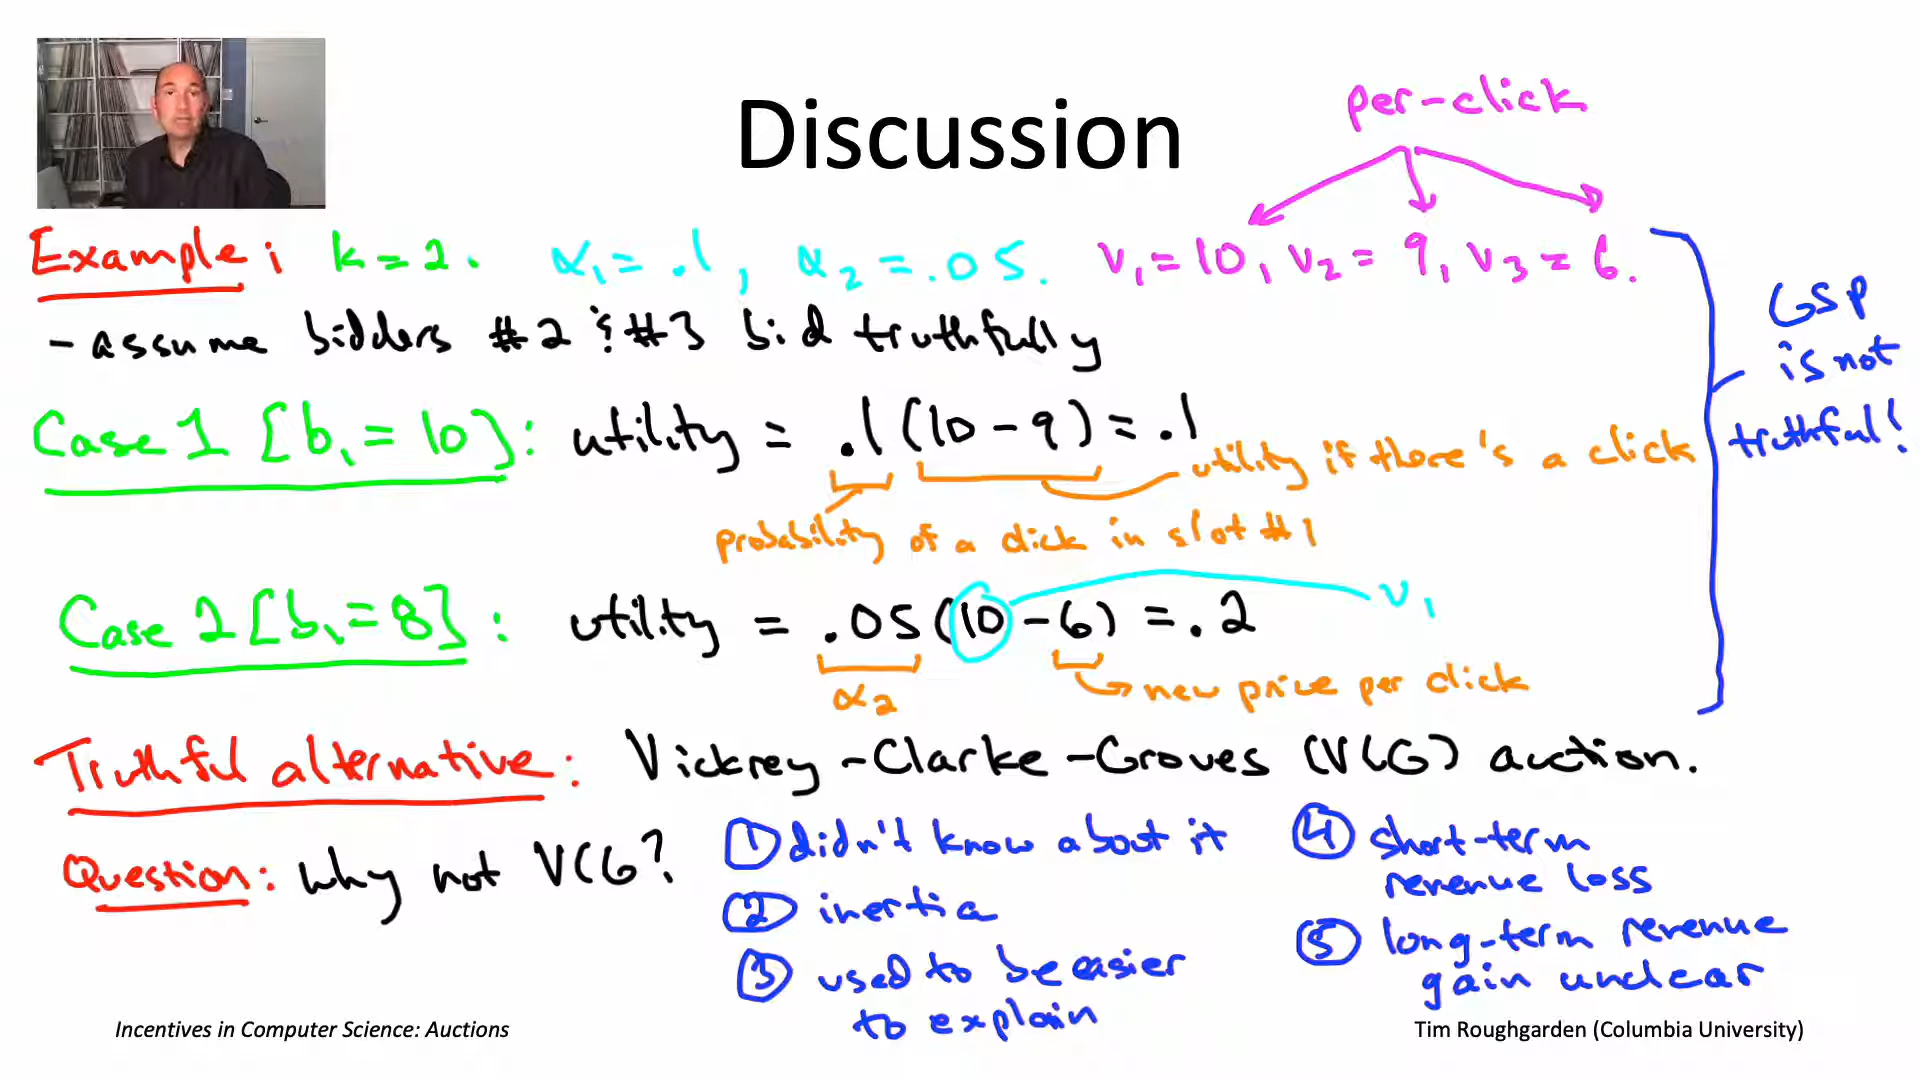 Discussion
per-click
Example: k=2. α₁=.1, α₂=.05. v₁=10, v₂=9, v₃=6.
- assume bidders #2 & #3 bid truthfully
GSP
is not
truthful!
Case 1 [b₁=10]: utility = .1(10-9)=.1
utility if there's a click
probability of a click in slot #1
Case 2 [b₁=8]: utility = .05(10-6)=.2
v₁
α₂
new price per click
Truthful alternative: Vickrey-Clarke-Groves (VCG) auction.
Question: why not VCG?
① didn't know about it
② inertia
③ used to be easier
to explain
④ short-term
revenue loss
⑤ long-term revenue
gain unclear
Incentives in Computer Science: Auctions
Tim Roughgarden (Columbia University)